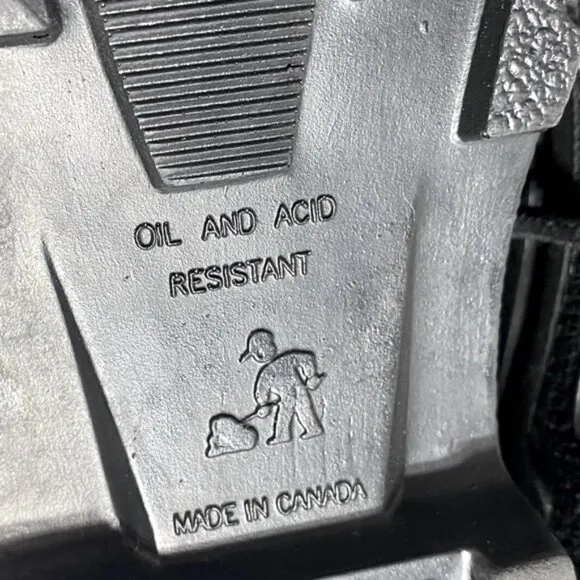 OIL AND ACID
RESISTANT
MADE IN CANADA